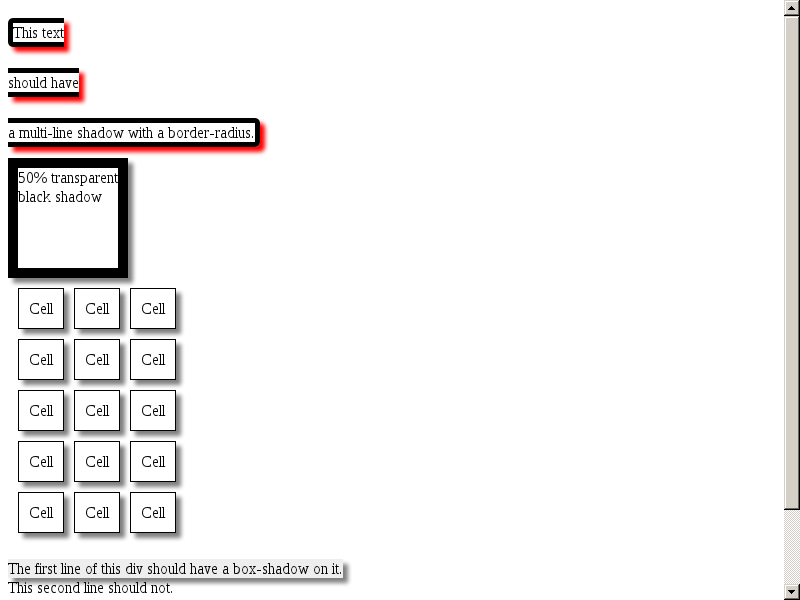 This text
should have
a multi-line shadow with a border-radius.
50% transparent
black shadow
Cell Cell Cell
Cell Cell Cell
Cell Cell Cell
Cell Cell Cell
Cell Cell Cell
The first line of this div should have a box-shadow on it.
This second line should not.